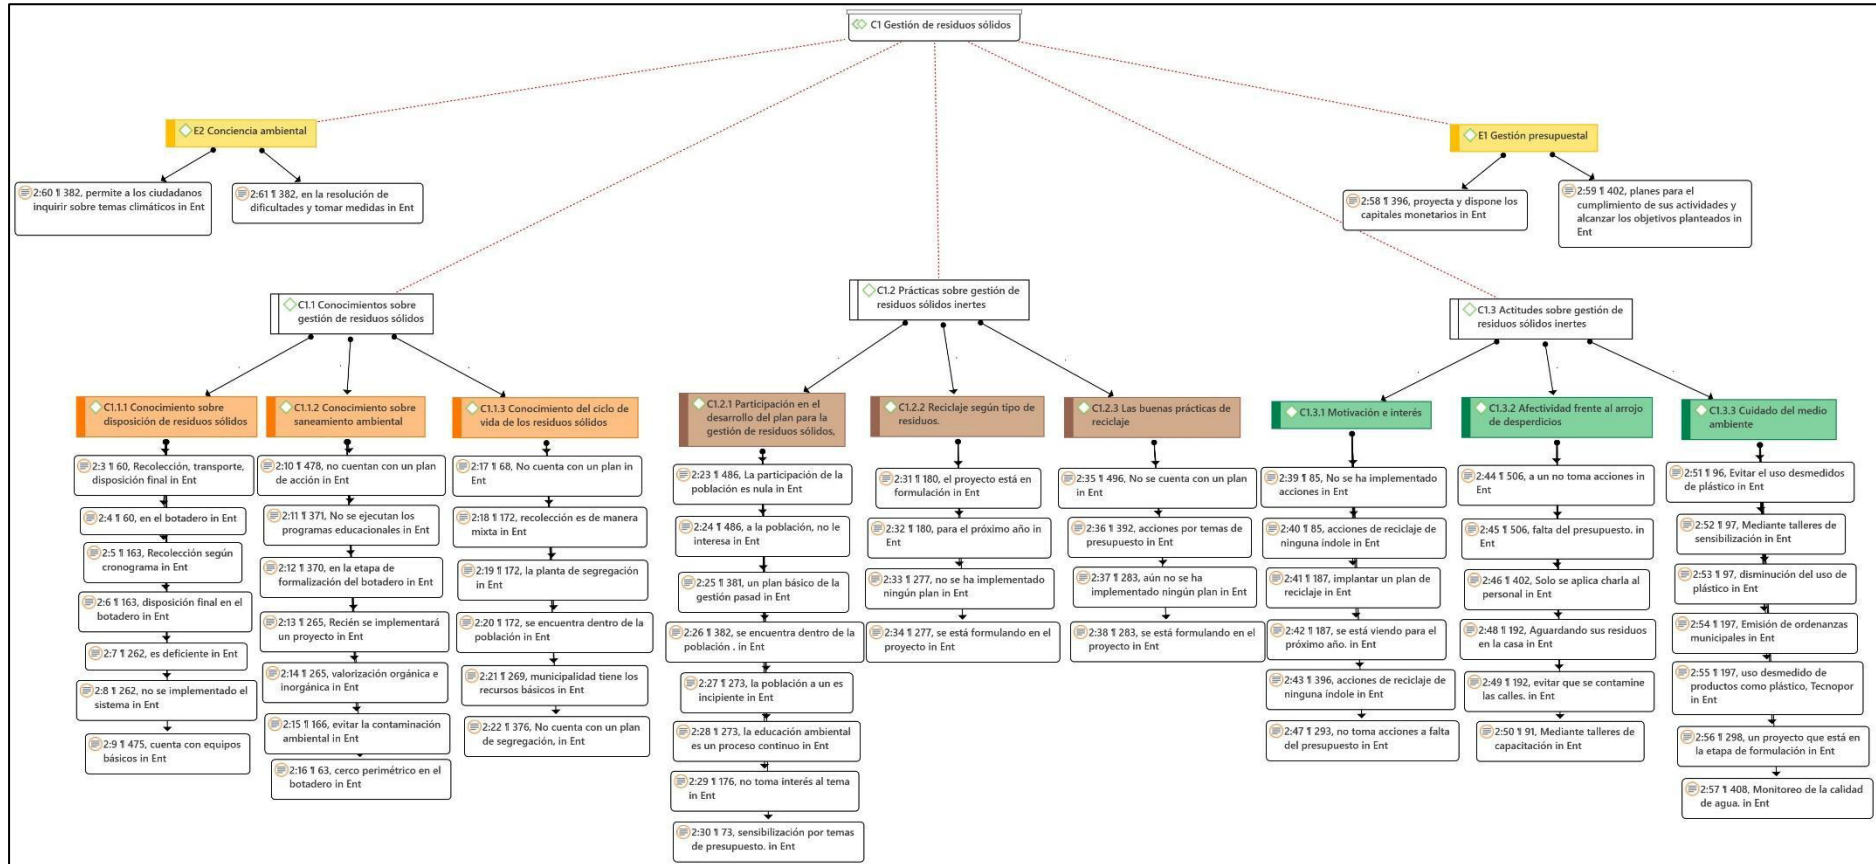 C1 Gestión de residuos sólidos
E2 Conciencia ambiental
2:60 ¶ 382, permite a los ciudadanos
inquirir sobre temas climáticos in Ent
2:61 ¶ 382, en la resolución de
dificultades y tomar medidas in Ent
E1 Gestión presupuestal
2:58 ¶ 396, proyecta y dispone los
capitales monetarios in Ent
2:59 ¶ 402, planes para el
cumplimiento de sus actividades y
alcanzar los objetivos planteados in
Ent
C1.1 Conocimientos sobre
gestión de residuos sólidos
C1.2 Prácticas sobre gestión de
residuos sólidos inertes
C1.3 Actitudes sobre gestión de
residuos sólidos inertes
C1.1.1 Conocimiento sobre
disposición de residuos sólidos
2:3 ¶ 60, Recolección, transporte,
disposición final in Ent
2:4 ¶ 60, en el botadero in Ent
2:5 ¶ 163, Recolección según
cronograma in Ent
2:6 ¶ 163, disposición final en el
botadero in Ent
2:7 ¶ 262, es deficiente in Ent
2:8 ¶ 262, no se implementado el
sistema in Ent
2:9 ¶ 475, cuenta con equipos
básicos in Ent
C1.1.2 Conocimiento sobre
saneamiento ambiental
2:10 ¶ 478, no cuentan con un plan
de acción in Ent
2:11 ¶ 371, No se ejecutan los
programas educacionales in Ent
2:12 ¶ 370, en la etapa de
formalización del botadero in Ent
2:13 ¶ 265, Recién se implementará
un proyecto in Ent
2:14 ¶ 265, valorización orgánica e
inorgánica in Ent
2:15 ¶ 166, evitar la contaminación
ambiental in Ent
2:16 ¶ 63, cerco perimétrico en el
botadero in Ent
C1.1.3 Conocimiento del ciclo de
vida de los residuos sólidos
2:17 ¶ 68, No cuenta con un plan in
Ent
2:18 ¶ 172, recolección es de manera
mixta in Ent
2:19 ¶ 172, la planta de segregación
in Ent
2:20 ¶ 172, se encuentra dentro de la
población in Ent
2:21 ¶ 269, municipalidad tiene los
recursos básicos in Ent
2:22 ¶ 376, No cuenta con un plan
de segregación, in Ent
C1.2.1 Participación en el
desarrollo del plan para la
gestión de residuos sólidos,
2:23 ¶ 486, La participación de la
población es nula in Ent
2:24 ¶ 486, a la población, no le
interesa in Ent
2:25 ¶ 381, un plan básico de la
gestión pasad in Ent
2:26 ¶ 382, se encuentra dentro de la
población . in Ent
2:27 ¶ 273, la población a un es
incipiente in Ent
2:28 ¶ 273, la educación ambiental
es un proceso continuo in Ent
2:29 ¶ 176, no toma interés al tema
in Ent
2:30 ¶ 73, sensibilización por temas
de presupuesto. in Ent
C1.2.2 Reciclaje según tipo de
residuos.
2:31 ¶ 180, el proyecto está en
formulación in Ent
2:32 ¶ 180, para el próximo año in
Ent
2:33 ¶ 277, no se ha implementado
ningún plan in Ent
2:34 ¶ 277, se está formulando en el
proyecto in Ent
C1.2.3 Las buenas prácticas de
reciclaje
2:35 ¶ 496, No se cuenta con un plan
in Ent
2:36 ¶ 392, acciones por temas de
presupuesto in Ent
2:37 ¶ 283, aún no se ha
implementado ningún plan in Ent
2:38 ¶ 283, se está formulando en el
proyecto in Ent
C1.3.1 Motivación e interés
2:39 ¶ 85, No se ha implementado
acciones in Ent
2:40 ¶ 85, acciones de reciclaje de
ninguna índole in Ent
2:41 ¶ 187, implantar un plan de
reciclaje in Ent
2:42 ¶ 187, se está viendo para el
próximo año. in Ent
2:43 ¶ 396, acciones de reciclaje de
ninguna índole in Ent
2:47 ¶ 293, no toma acciones a falta
del presupuesto in Ent
C1.3.2 Afectividad frente al arrojo
de desperdicios
2:44 ¶ 506, a un no toma acciones in
Ent
2:45 ¶ 506, falta del presupuesto. in
Ent
2:46 ¶ 402, Solo se aplica charla al
personal in Ent
2:48 ¶ 192, Aguardando sus residuos
en la casa in Ent
2:49 ¶ 192, evitar que se contamine
las calles. in Ent
2:50 ¶ 91, Mediante talleres de
capacitación in Ent
C1.3.3 Cuidado del medio
ambiente
2:51 ¶ 96, Evitar el uso desmedidos
de plástico in Ent
2:52 ¶ 97, Mediante talleres de
sensibilización in Ent
2:53 ¶ 97, disminución del uso de
plástico in Ent
2:54 ¶ 197, Emisión de ordenanzas
municipales in Ent
2:55 ¶ 197, uso desmedido de
productos como plástico, Tecnopor
in Ent
2:56 ¶ 298, un proyecto que está en
la etapa de formulación in Ent
2:57 ¶ 408, Monitoreo de la calidad
de agua. in Ent